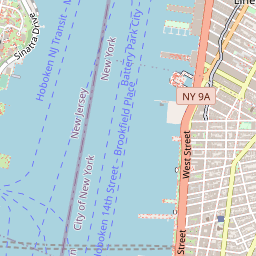 Sinatra Drive
Hoboken NJ Transit -
New Jersey
New York
Battery Park City
Line
NY 9A
West Street
City of New York
Hoboken 14th Street - Brookfield Place
Street